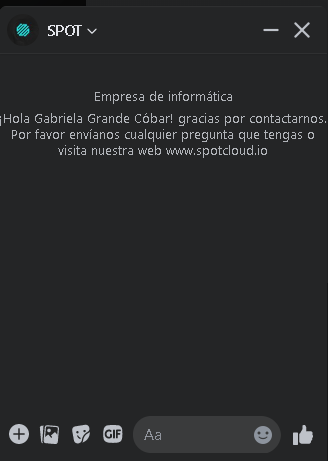 SPOT
Empresa de informática
¡Hola Gabriela Grande Cóbar! gracias por contactarnos.
Por favor envíanos cualquier pregunta que tengas o
visita nuestra web www.spotcloud.io
GIF
Aa